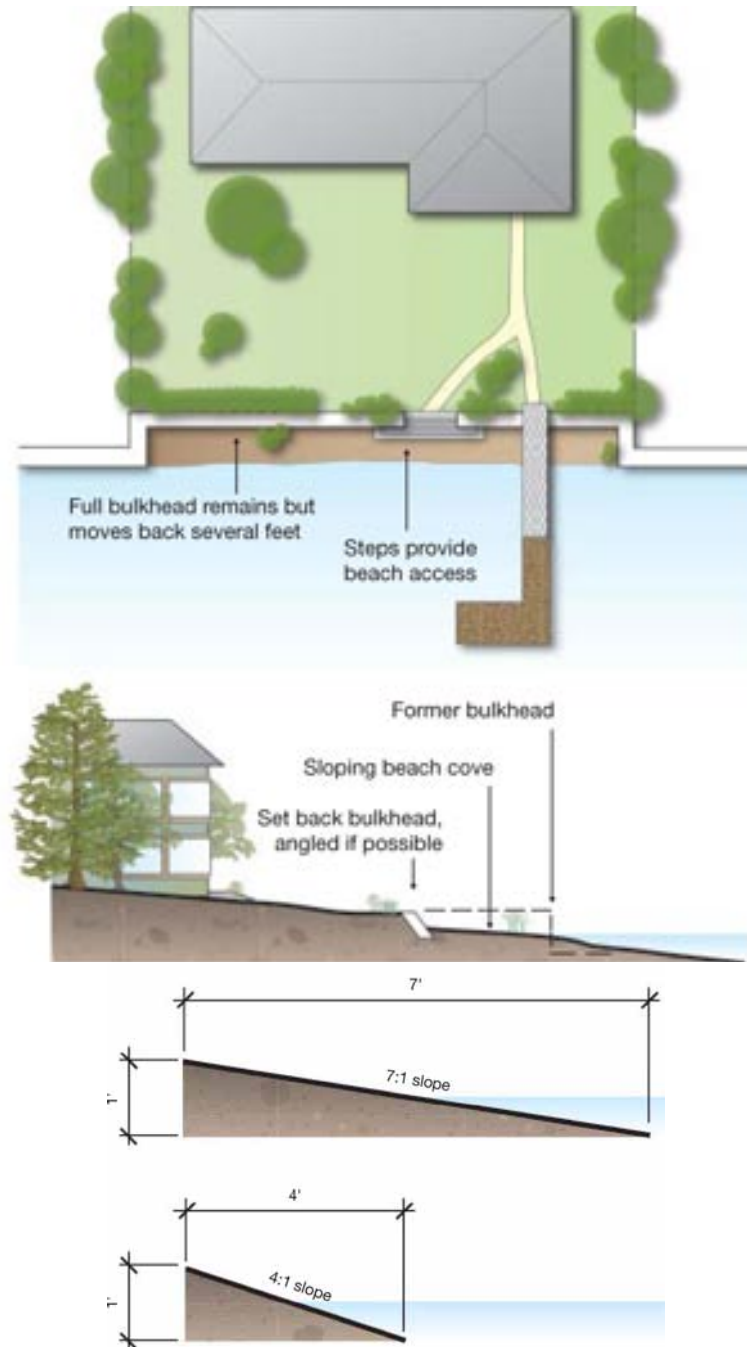 Full bulkhead remains but
moves back several feet
Steps provide
beach access
Former bulkhead
Sloping beach cove
Set back bulkhead,
angled if possible
7'
1'
7:1 slope
4'
1'
4:1 slope